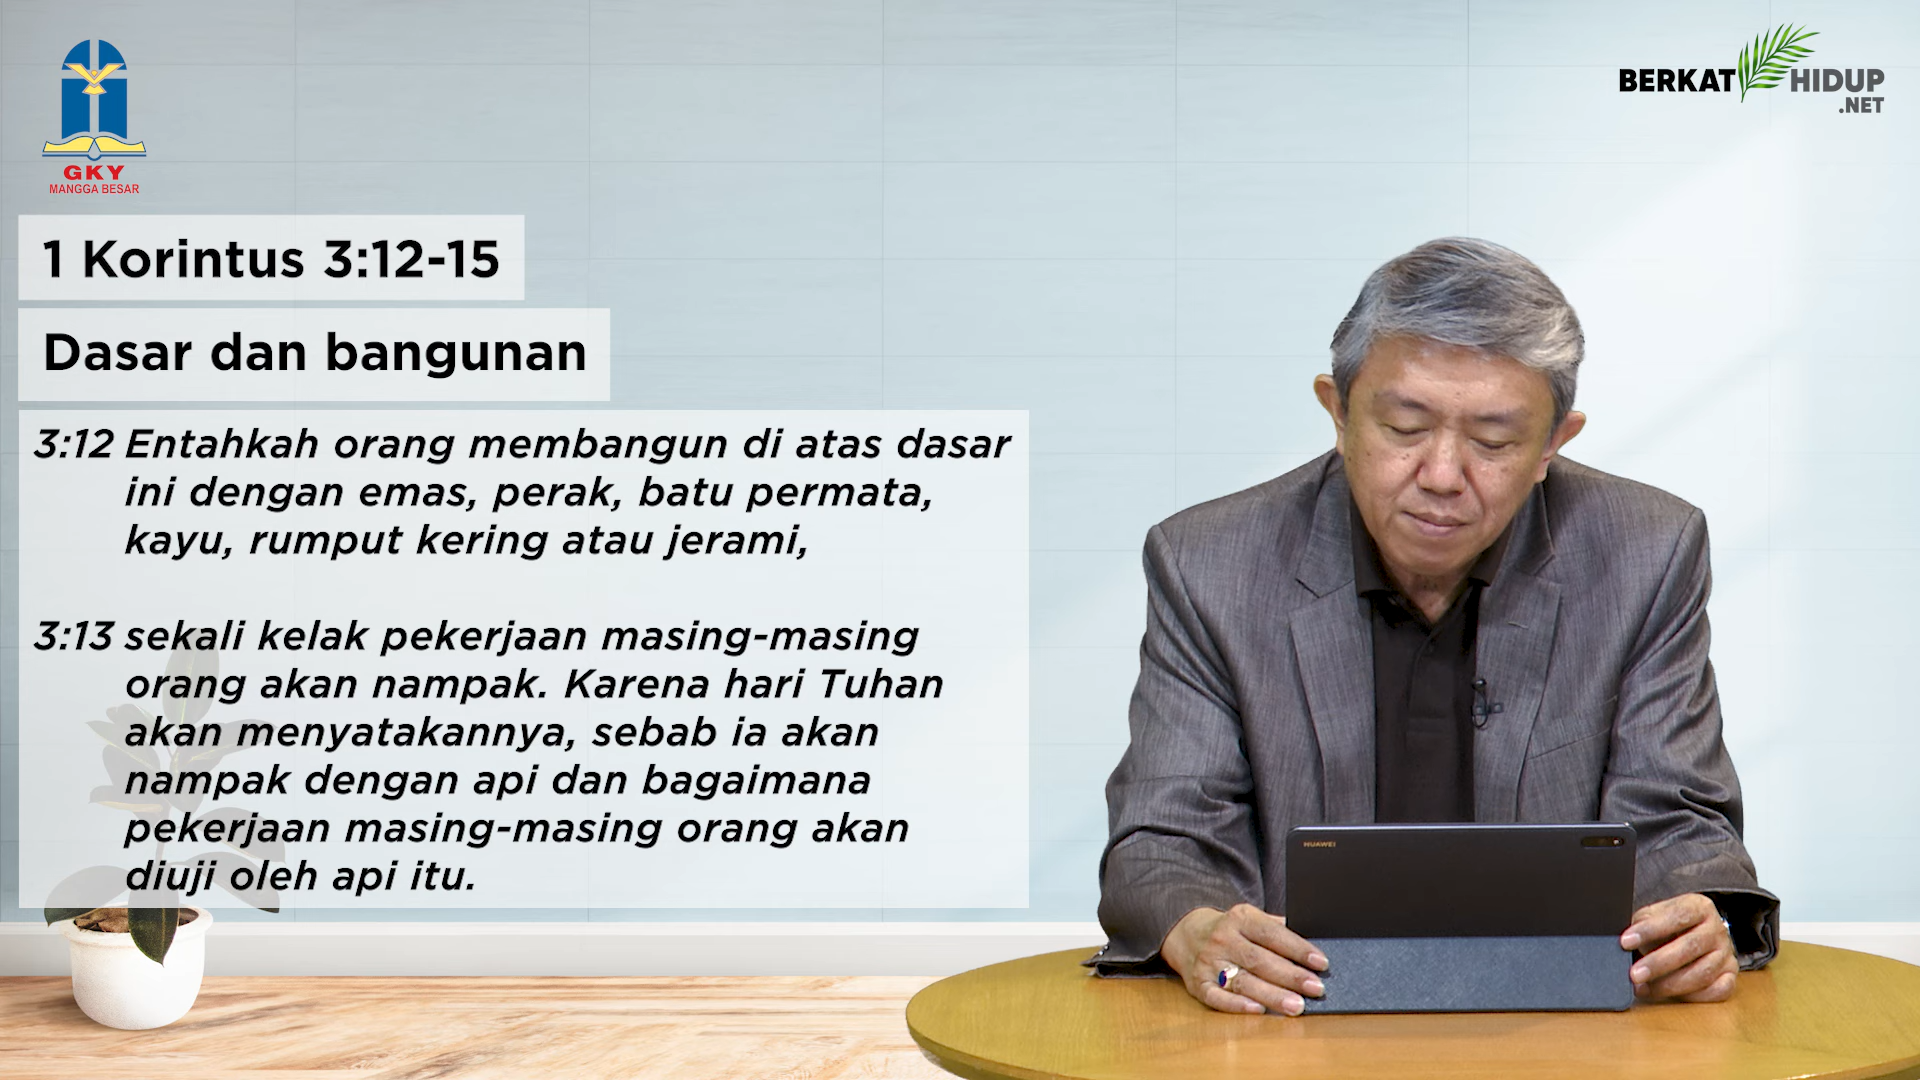 GKY
MANGGA BESAR
BERKAT HIDUP
.NET
1 Korintus 3:12-15
Dasar dan bangunan
3:12 Entahkah orang membangun di atas dasar
ini dengan emas, perak, batu permata,
kayu, rumput kering atau jerami,
3:13 sekali kelak pekerjaan masing-masing
orang akan nampak. Karena hari Tuhan
akan menyatakannya, sebab ia akan
nampak dengan api dan bagaimana
pekerjaan masing-masing orang akan
diuji oleh api itu.
HUAWEI